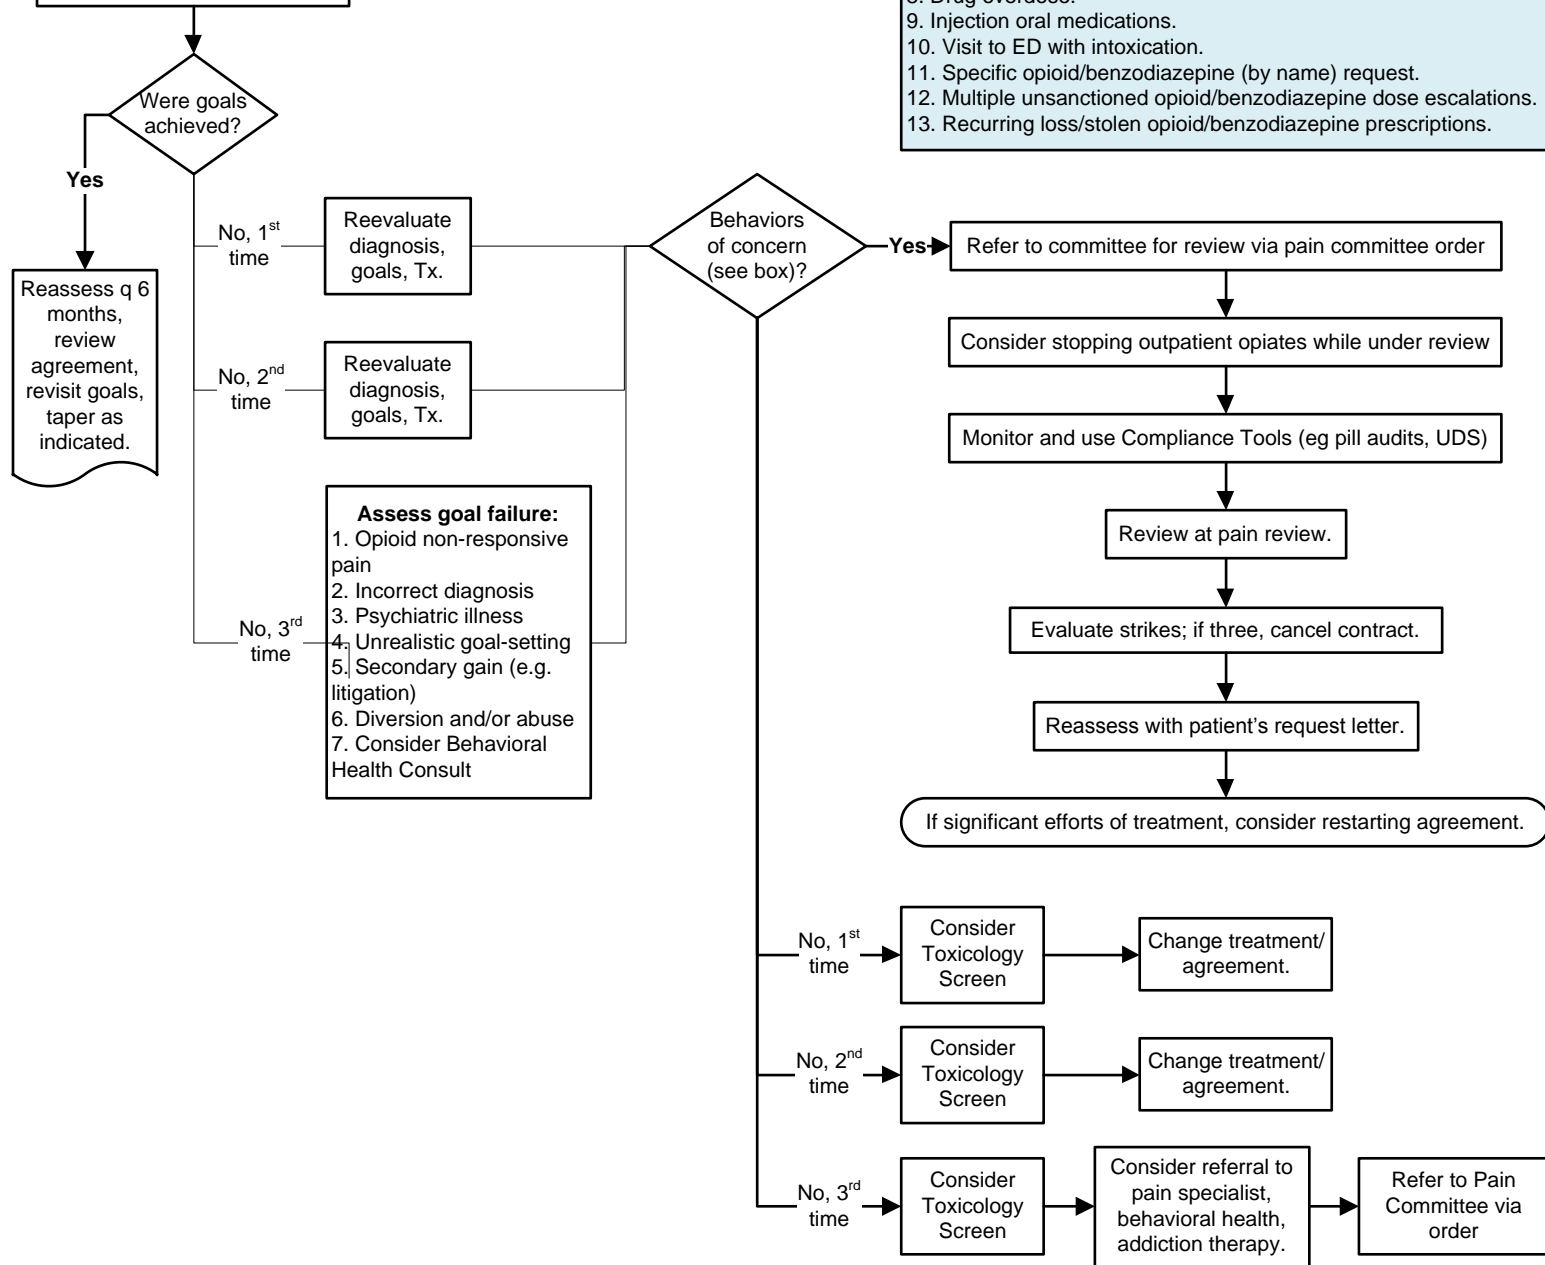 8. Drug overdose.
9. Injection oral medications.
10. Visit to ED with intoxication.
11. Specific opioid/benzodiazepine (by name) request.
12. Multiple unsanctioned opioid/benzodiazepine dose escalations.
13. Recurring loss/stolen opioid/benzodiazepine prescriptions.
Were goals
achieved?
Yes
Reassess q 6
months,
review
agreement,
revisit goals,
taper as
indicated.
No, 1st
time
Reevaluate
diagnosis,
goals, Tx.
No, 2nd
time
Reevaluate
diagnosis,
goals, Tx.
No, 3rd
time
Assess goal failure:
1. Opioid non-responsive
pain
2. Incorrect diagnosis
3. Psychiatric illness
4. Unrealistic goal-setting
5. Secondary gain (e.g.
litigation)
6. Diversion and/or abuse
7. Consider Behavioral
Health Consult
Behaviors
of concern
(see box)?
Yes
Refer to committee for review via pain committee order
Consider stopping outpatient opiates while under review
Monitor and use Compliance Tools (eg pill audits, UDS)
Review at pain review.
Evaluate strikes; if three, cancel contract.
Reassess with patient's request letter.
If significant efforts of treatment, consider restarting agreement.
No, 1st
time
Consider
Toxicology
Screen
Change treatment/
agreement.
No, 2nd
time
Consider
Toxicology
Screen
Change treatment/
agreement.
No, 3rd
time
Consider
Toxicology
Screen
Consider referral to
pain specialist,
behavioral health,
addiction therapy.
Refer to Pain
Committee via
order